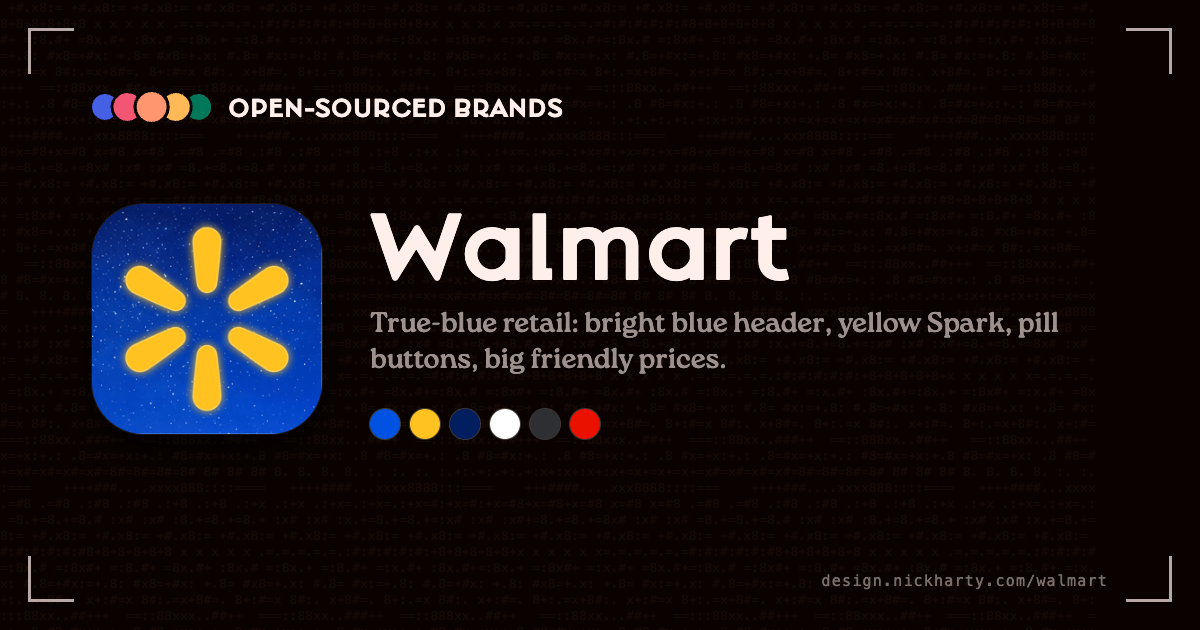 OPEN-SOURCED BRANDS
Walmart
True-blue retail: bright blue header, yellow Spark, pill
buttons, big friendly prices.
design.nickharty.com/walmart